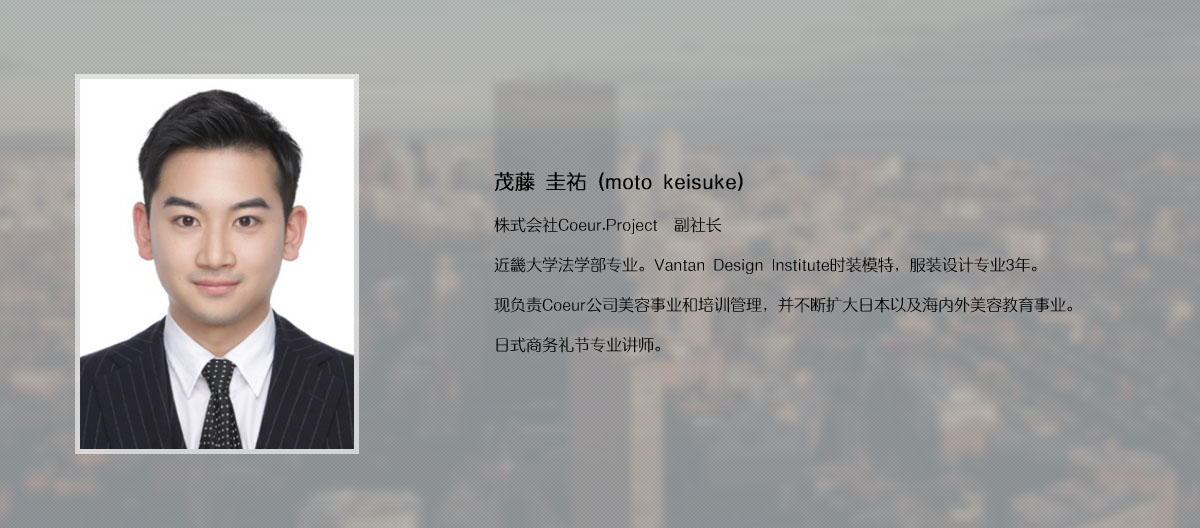 茂藤 圭祐 (moto keisuke)
株式会社Coeur.Project 副社长
近畿大学法学部专业。Vantan Design Institute时装模特，服装设计专业3年。
现负责Coeur公司美容事业和培训管理，并不断扩大日本以及海内外美容教育事业。
日式商务礼节专业讲师。